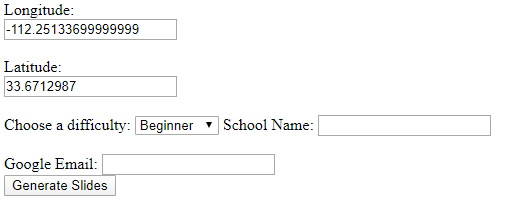 Longitude:
-112.25133699999999
Latitude:
33.6712987
Choose a difficulty: Beginner School Name:
Google Email:
Generate Slides